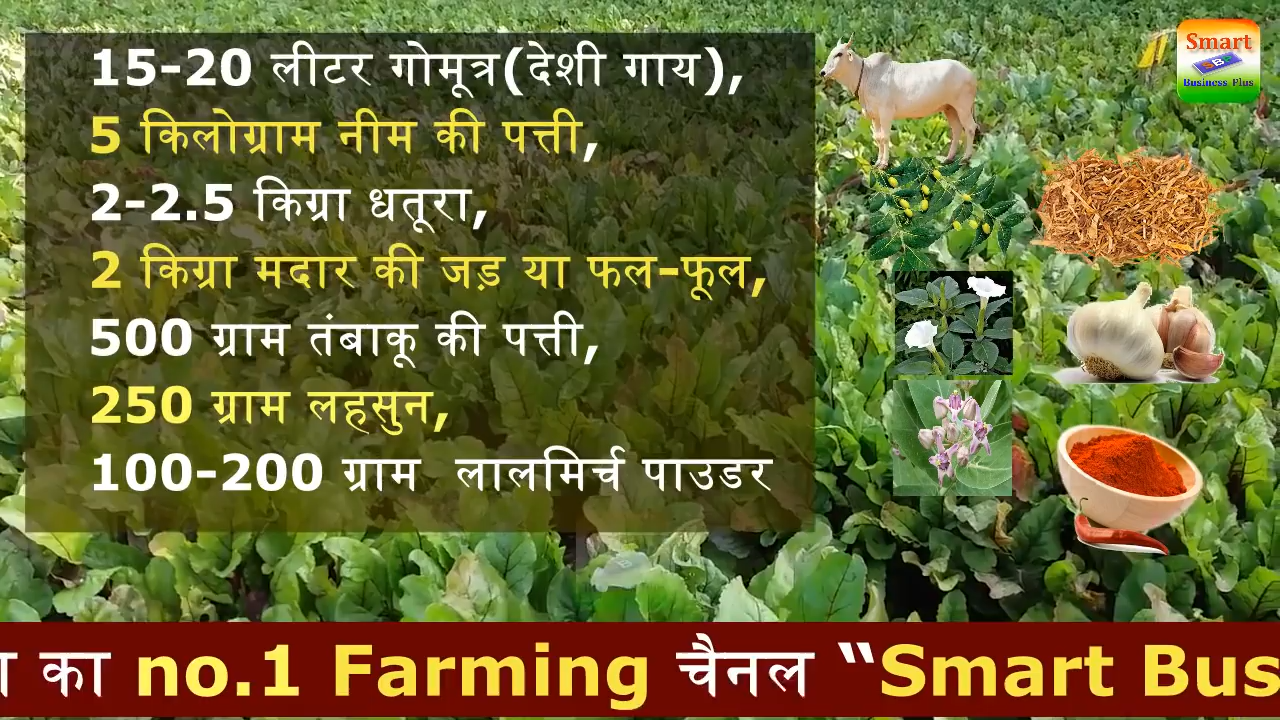 15-20 लीटर गोमूत्र(देशी गाय),
5 किलोग्राम नीम की पत्ती,
2-2.5 किग्रा धतूरा,
2 किग्रा मदार की जड़ या फल-फूल,
500 ग्राम तंबाकू की पत्ती,
250 ग्राम लहसुन,
100-200 ग्राम लालमिर्च पाउडर
Smart
SBP
Business Plus
का no.1 Farming चैनल “Smart Bus